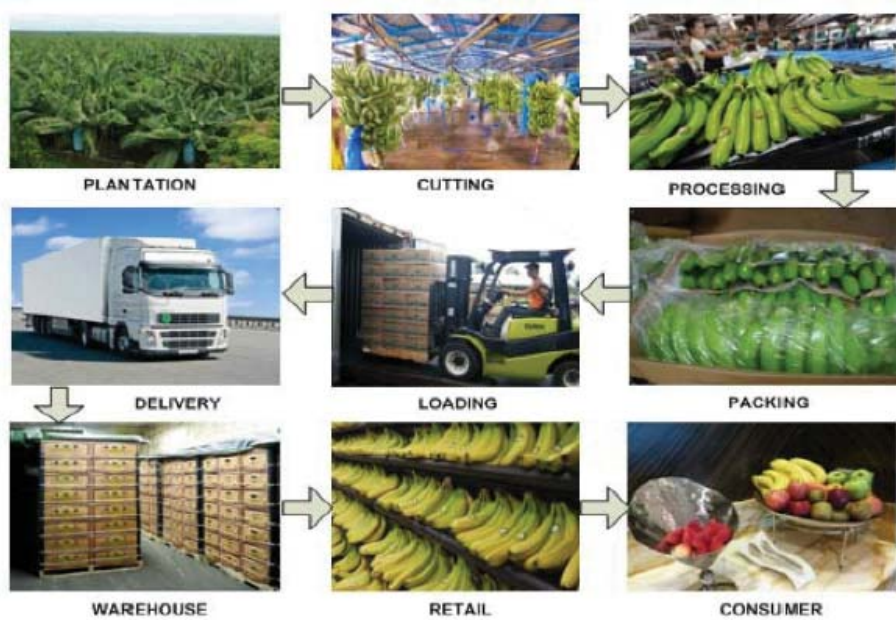 PLANTATION
CUTTING
PROCESSING
DELIVERY
LOADING
PACKING
WAREHOUSE
RETAIL
CONSUMER